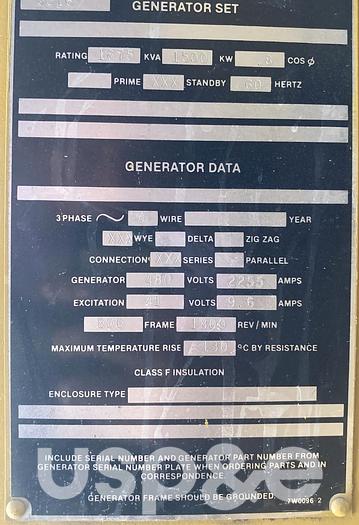 GENERATOR SET
RATING 1875 KVA 1500 KW .8 COS ø
PRIME XXX STANDBY 60 HERTZ
GENERATOR DATA
3 PHASE WIRE YEAR
XXX WYE DELTA ZIG ZAG
CONNECTION XXX SERIES PARALLEL
GENERATOR 480 VOLTS 2255 AMPS
EXCITATION 41 VOLTS 9.6 AMPS
FRAME 1800 REV / MIN
MAXIMUM TEMPERATURE RISE 130 °C BY RESISTANCE
CLASS F INSULATION
ENCLOSURE TYPE
INCLUDE SERIAL NUMBER AND GENERATOR PART NUMBER FROM
GENERATOR SERIAL NUMBER PLATE WHEN ORDERING PARTS AND IN
CORRESPONDENCE.
GENERATOR FRAME SHOULD BE GROUNDED.
7W0096 2
usp&e